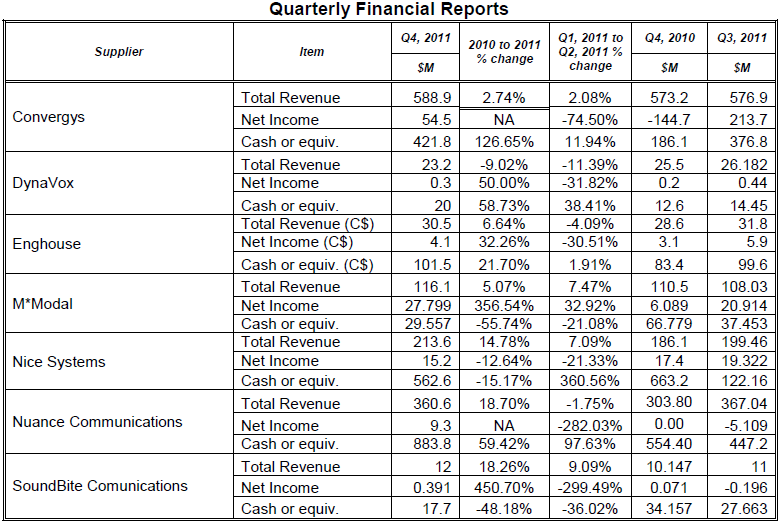 Quarterly Financial Reports
Supplier Item Q4, 2011 2010 to 2011 % change Q1, 2011 to Q2, 2011 % change Q4, 2010 Q3, 2011
$M $M $M
Convergys
Total Revenue 588.9 2.74% 2.08% 573.2 576.9
Net Income 54.5 NA -74.50% -144.7 213.7
Cash or equiv. 421.8 126.65% 11.94% 186.1 376.8
DynaVox
Total Revenue 23.2 -9.02% -11.39% 25.5 26.182
Net Income 0.3 50.00% -31.82% 0.2 0.44
Cash or equiv. 20 58.73% 38.41% 12.6 14.45
Enghouse
Total Revenue (C$) 30.5 6.64% -4.09% 28.6 31.8
Net Income (C$) 4.1 32.26% -30.51% 3.1 5.9
Cash or equiv. (C$) 101.5 21.70% 1.91% 83.4 99.6
M*Modal
Total Revenue 116.1 5.07% 7.47% 110.5 108.03
Net Income 27.799 356.54% 32.92% 6.089 20.914
Cash or equiv. 29.557 -55.74% -21.08% 66.779 37.453
Nice Systems
Total Revenue 213.6 14.78% 7.09% 186.1 199.46
Net Income 15.2 -12.64% -21.33% 17.4 19.322
Cash or equiv. 562.6 -15.17% 360.56% 663.2 122.16
Nuance Communications
Total Revenue 360.6 18.70% -1.75% 303.80 367.04
Net Income 9.3 NA -282.03% 0.00 -5.109
Cash or equiv. 883.8 59.42% 97.63% 554.40 447.2
SoundBite Comunications
Total Revenue 12 18.26% 9.09% 10.147 11
Net Income 0.391 450.70% -299.49% 0.071 -0.196
Cash or equiv. 17.7 -48.18% -36.02% 34.157 27.663